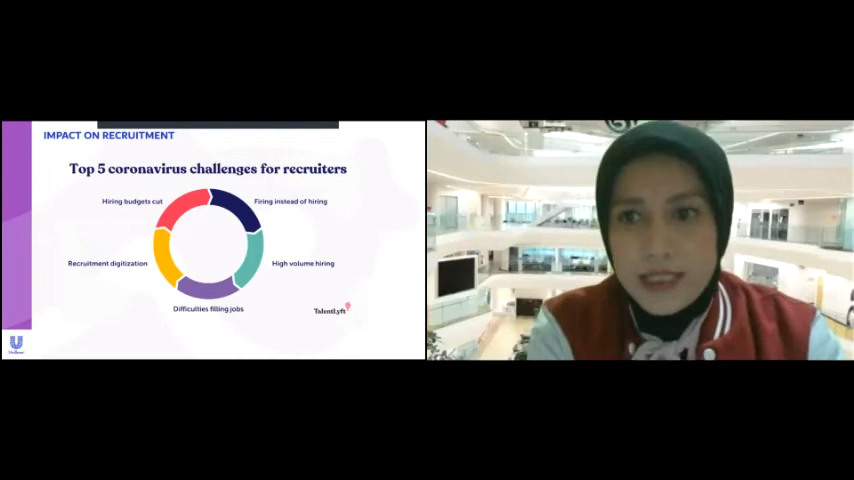 IMPACT ON RECRUITMENT
Top 5 coronavirus challenges for recruiters
Hiring budgets cut
Firing instead of hiring
Recruitment digitization
High volume hiring
Difficulties filling jobs
TalentLyft
Unilever